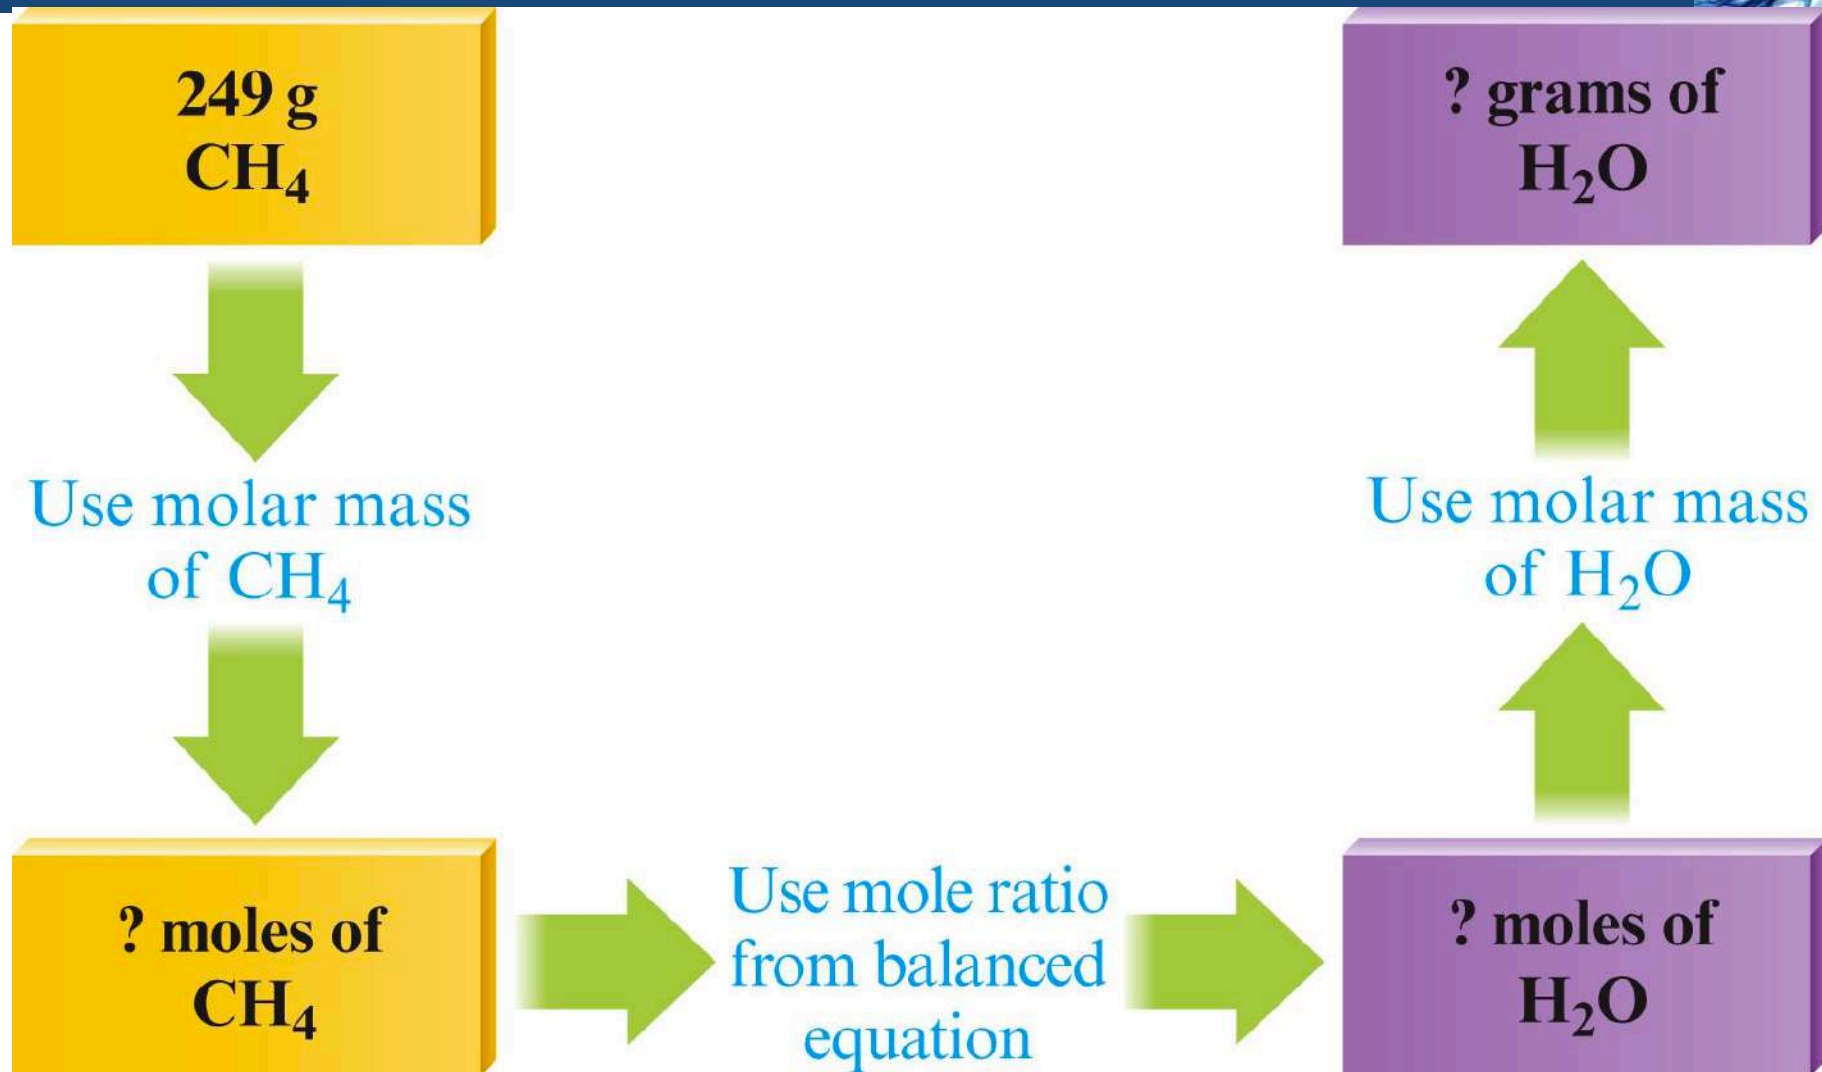 249 g
CH₄
Use molar mass
of CH₄
? moles of
CH₄
Use mole ratio
from balanced
equation
? moles of
H₂O
Use molar mass
of H₂O
? grams of
H₂O